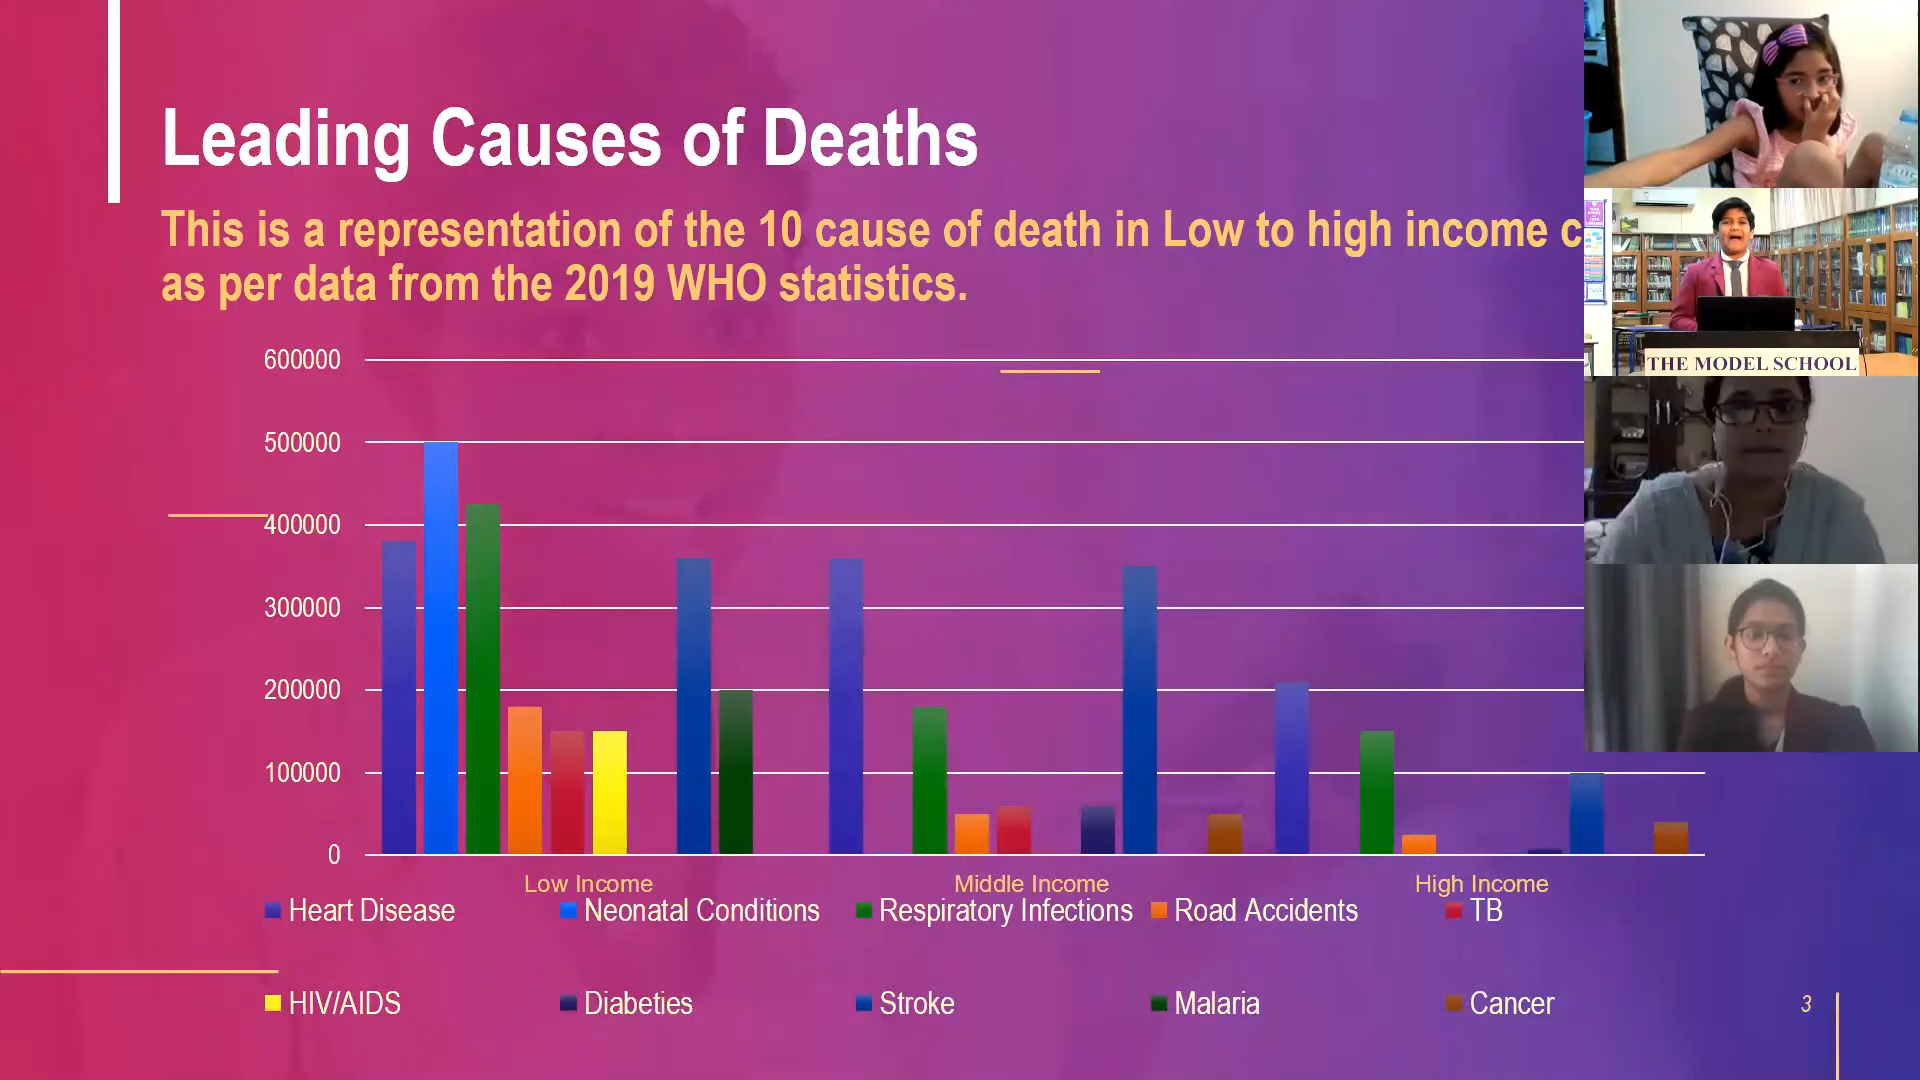 Leading Causes of Deaths
This is a representation of the 10 cause of death in Low to high income c
as per data from the 2019 WHO statistics.
600000
500000
400000
300000
200000
100000
0
Low Income Middle Income High Income
Heart Disease Neonatal Conditions Respiratory Infections Road Accidents TB
HIV/AIDS Diabeties Stroke Malaria Cancer
3
THE MODEL SCHOOL